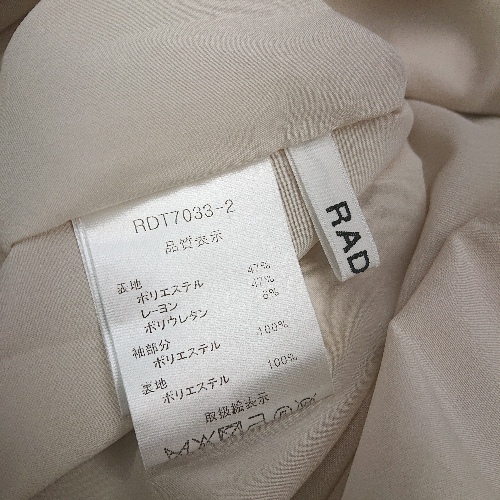 RDT7033-2
品質表示
表地
ポリエステル 47%
レーヨン 47%
ポリウレタン 6%
袖部分
ポリエステル 100%
裏地
ポリエステル 100%
取扱絵表示
RAD